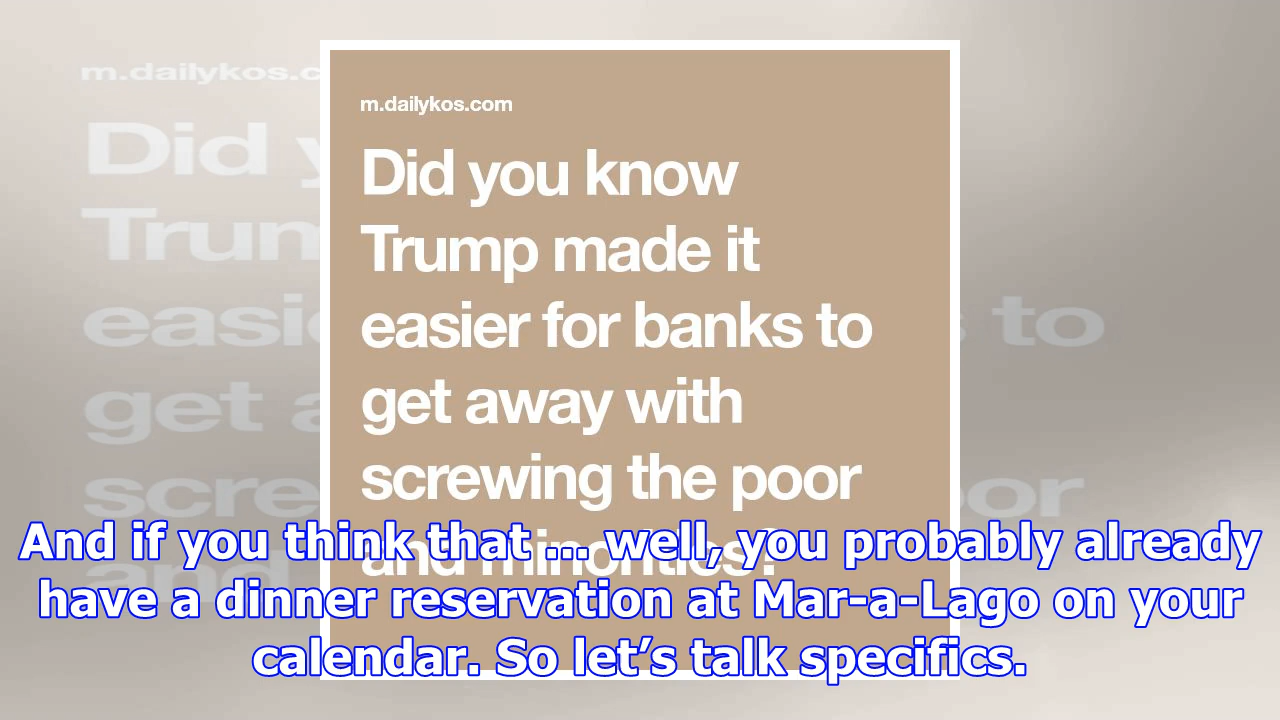 m.dailykos.com
Did you know
Trump made it
easier for banks to
get away with
screwing the poor
and minorities?
And if you think that ... well, you probably already
have a dinner reservation at Mar-a-Lago on your
calendar. So let’s talk specifics.